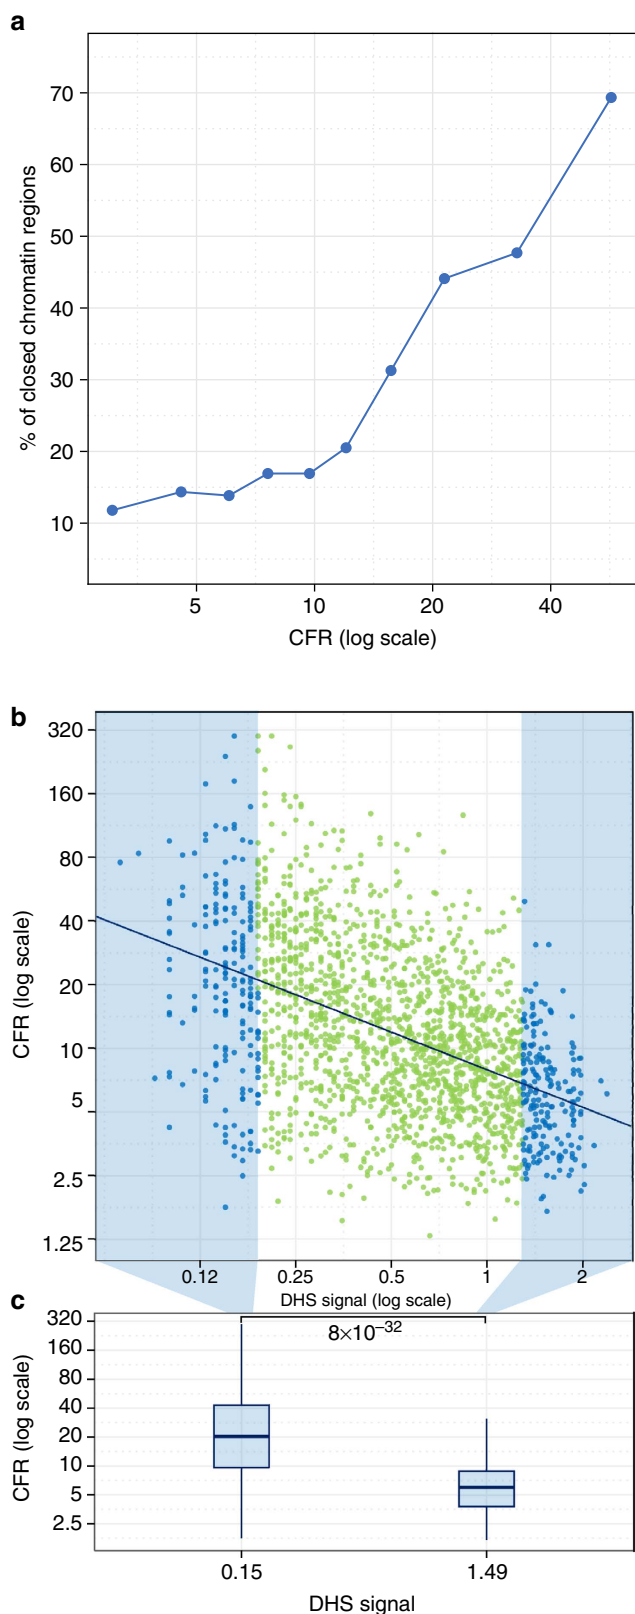 a
70
60
50
40
30
20
10
% of closed chromatin regions
5 10 20 40
CFR (log scale)
b
320
160
80
40
20
10
5
2.5
1.25
CFR (log scale)
0.12 0.25 0.5 1 2
DHS signal (log scale)
c
320
160
80
40
20
10
5
2.5
CFR (log scale)
8×10⁻³²
0.15 1.49
DHS signal